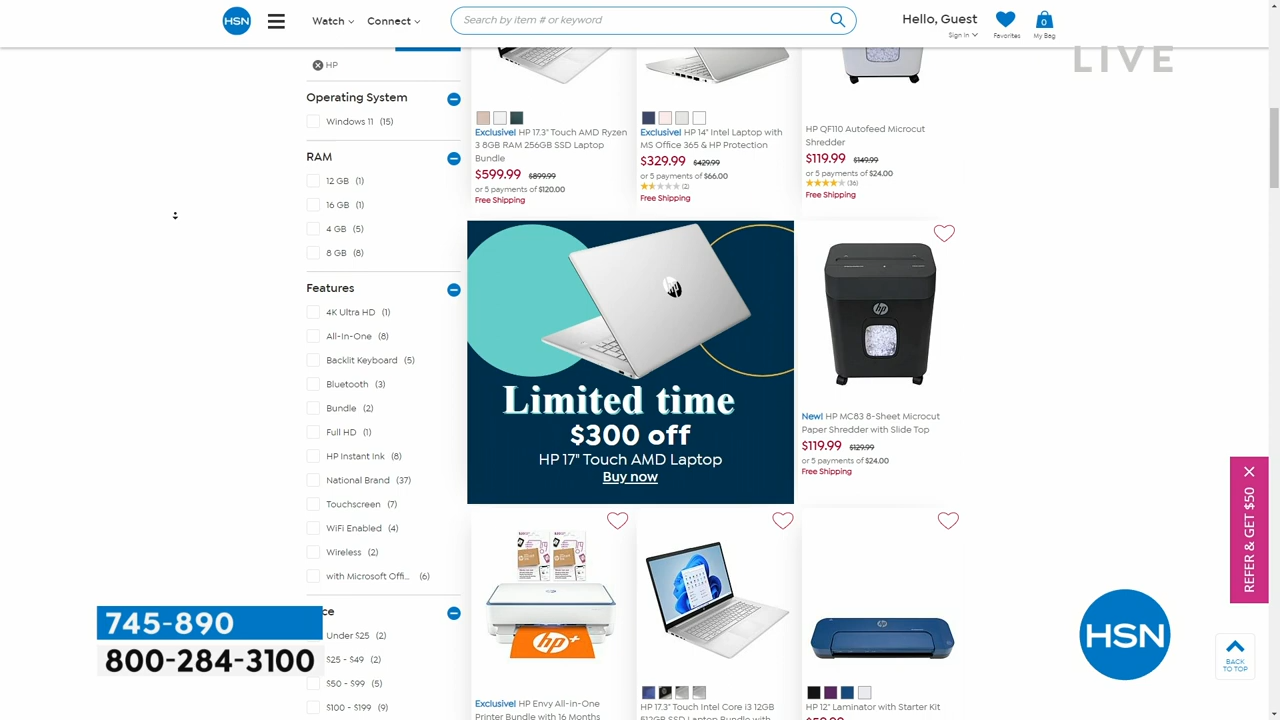 HSN
Watch
Connect
Search by item # or keyword
Hello, Guest
Sign In
Favorites
0
My Bag
LIVE
HP
Operating System
Windows 11 (15)
RAM
12 GB (1)
16 GB (1)
4 GB (5)
8 GB (8)
Features
4K Ultra HD (1)
All-In-One (8)
Backlit Keyboard (5)
Bluetooth (3)
Bundle (2)
Full HD (1)
HP Instant Ink (8)
National Brand (37)
Touchscreen (7)
WiFi Enabled (4)
Wireless (2)
with Microsoft Offi... (6)
ce
Under $25 (2)
$25 - $49 (2)
$50 - $99 (5)
$100 - $199 (9)
Exclusive! HP 17.3" Touch AMD Ryzen
3 8GB RAM 256GB SSD Laptop
Bundle
$599.99 $899.99
or 5 payments of $120.00
Free Shipping
Exclusive! HP 14" Intel Laptop with
MS Office 365 & HP Protection
$329.99 $429.99
or 5 payments of $66.00
(2)
Free Shipping
HP QF110 Autofeed Microcut
Shredder
$119.99 $149.99
or 5 payments of $24.00
(36)
Free Shipping
hp
Limited time
$300 off
HP 17" Touch AMD Laptop
Buy now
hp
New! HP MC83 8-Sheet Microcut
Paper Shredder with Slide Top
$119.99 $129.99
or 5 payments of $24.00
Free Shipping
hp+
Exclusive! HP Envy All-in-One
Printer Bundle with 16 Months
HP 17.3" Touch Intel Core i3 12GB
512GB SSD Laptop Bundle with
hp
HP 12" Laminator with Starter Kit
REFER & GET $50
745-890
800-284-3100
HSN
BACK
TO TOP